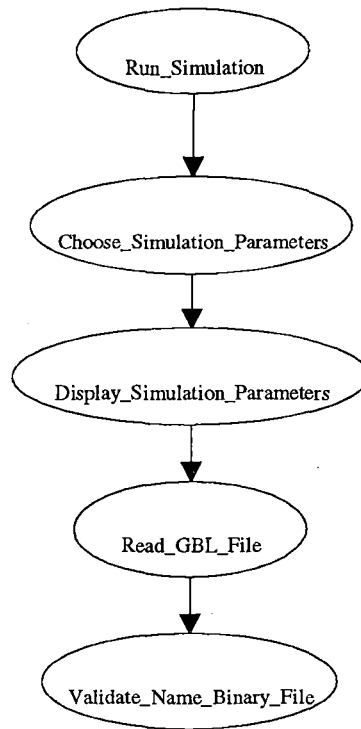 Run_Simulation
Choose_Simulation_Parameters
Display_Simulation_Parameters
Read_GBL_File
Validate_Name_Binary_File